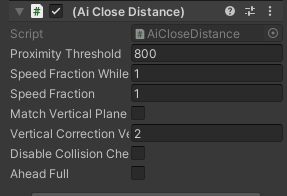 # (Ai Close Distance)
Script AiCloseDistance
Proximity Threshold 800
Speed Fraction While 1
Speed Fraction 1
Match Vertical Plane
Vertical Correction Ve 2
Disable Collision Che
Ahead Full